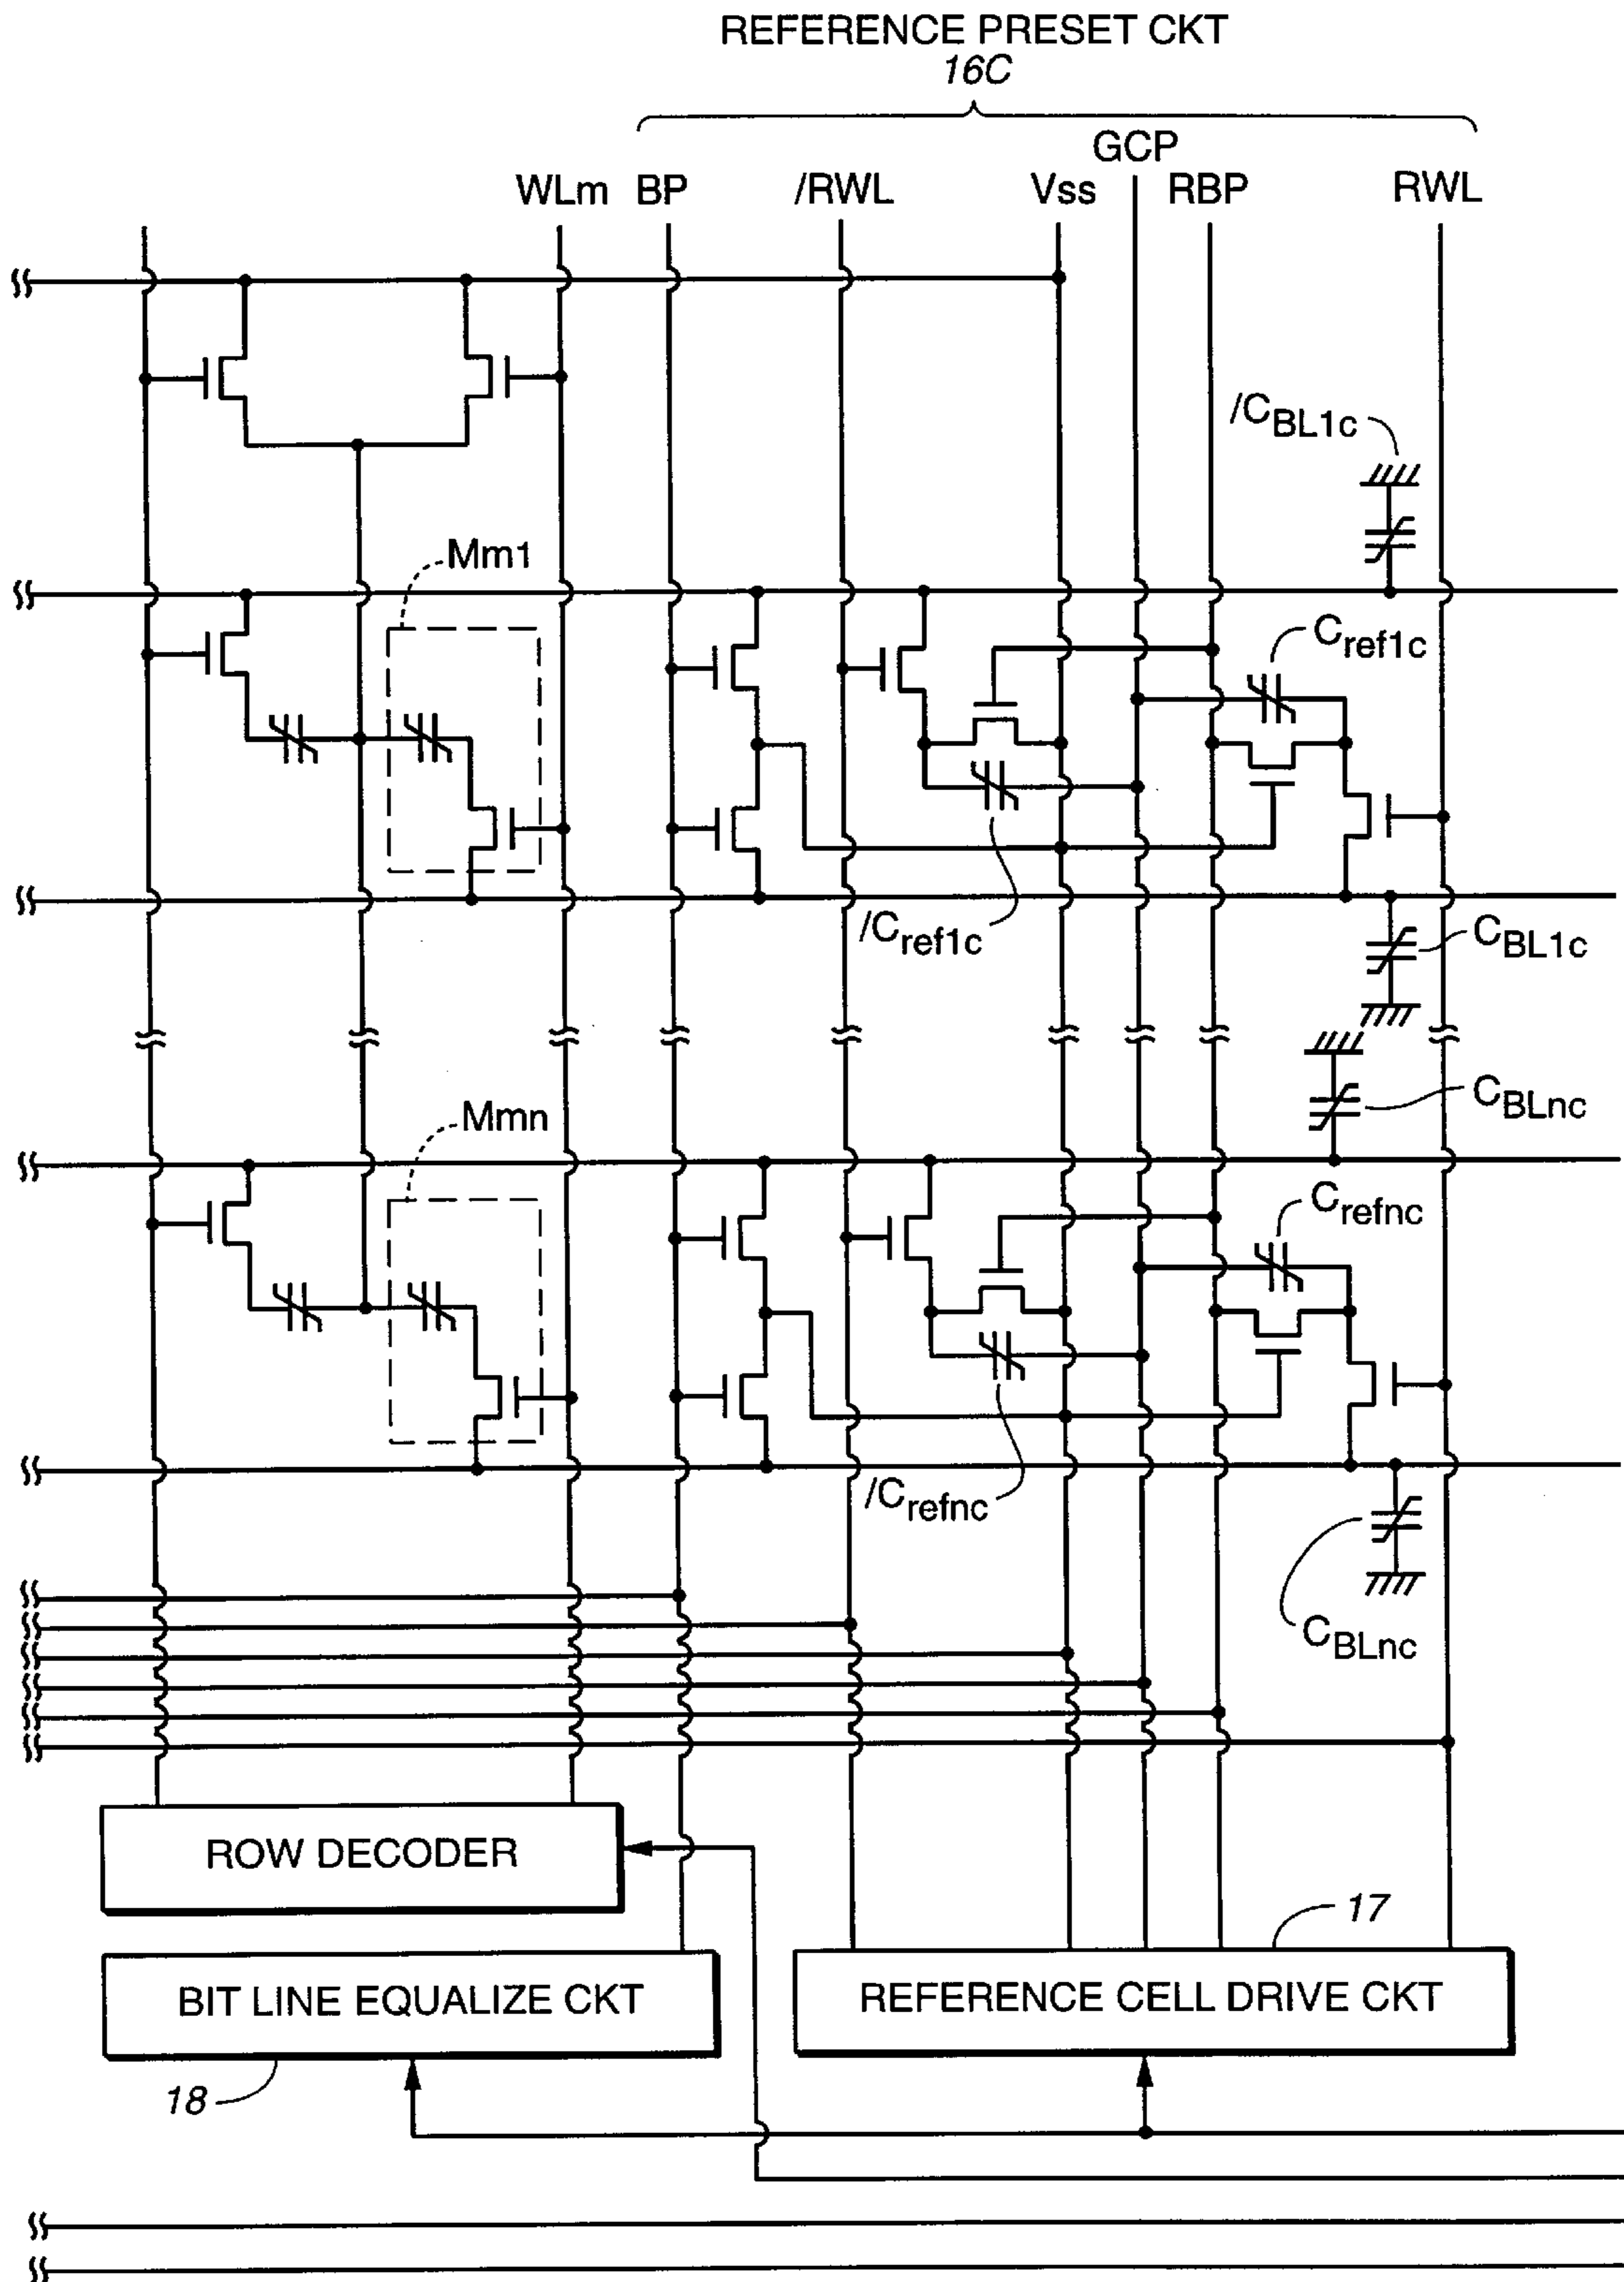 REFERENCE PRESET CKT
16C
GCP
WLm BP /RWL Vss RBP RWL
/CBL1c
Mm1
Cref1c
/Cref1c
CBL1c
CBLnc
Mmn
Crefnc
/Crefnc
CBLnc
ROW DECODER
17
BIT LINE EQUALIZE CKT
REFERENCE CELL DRIVE CKT
18